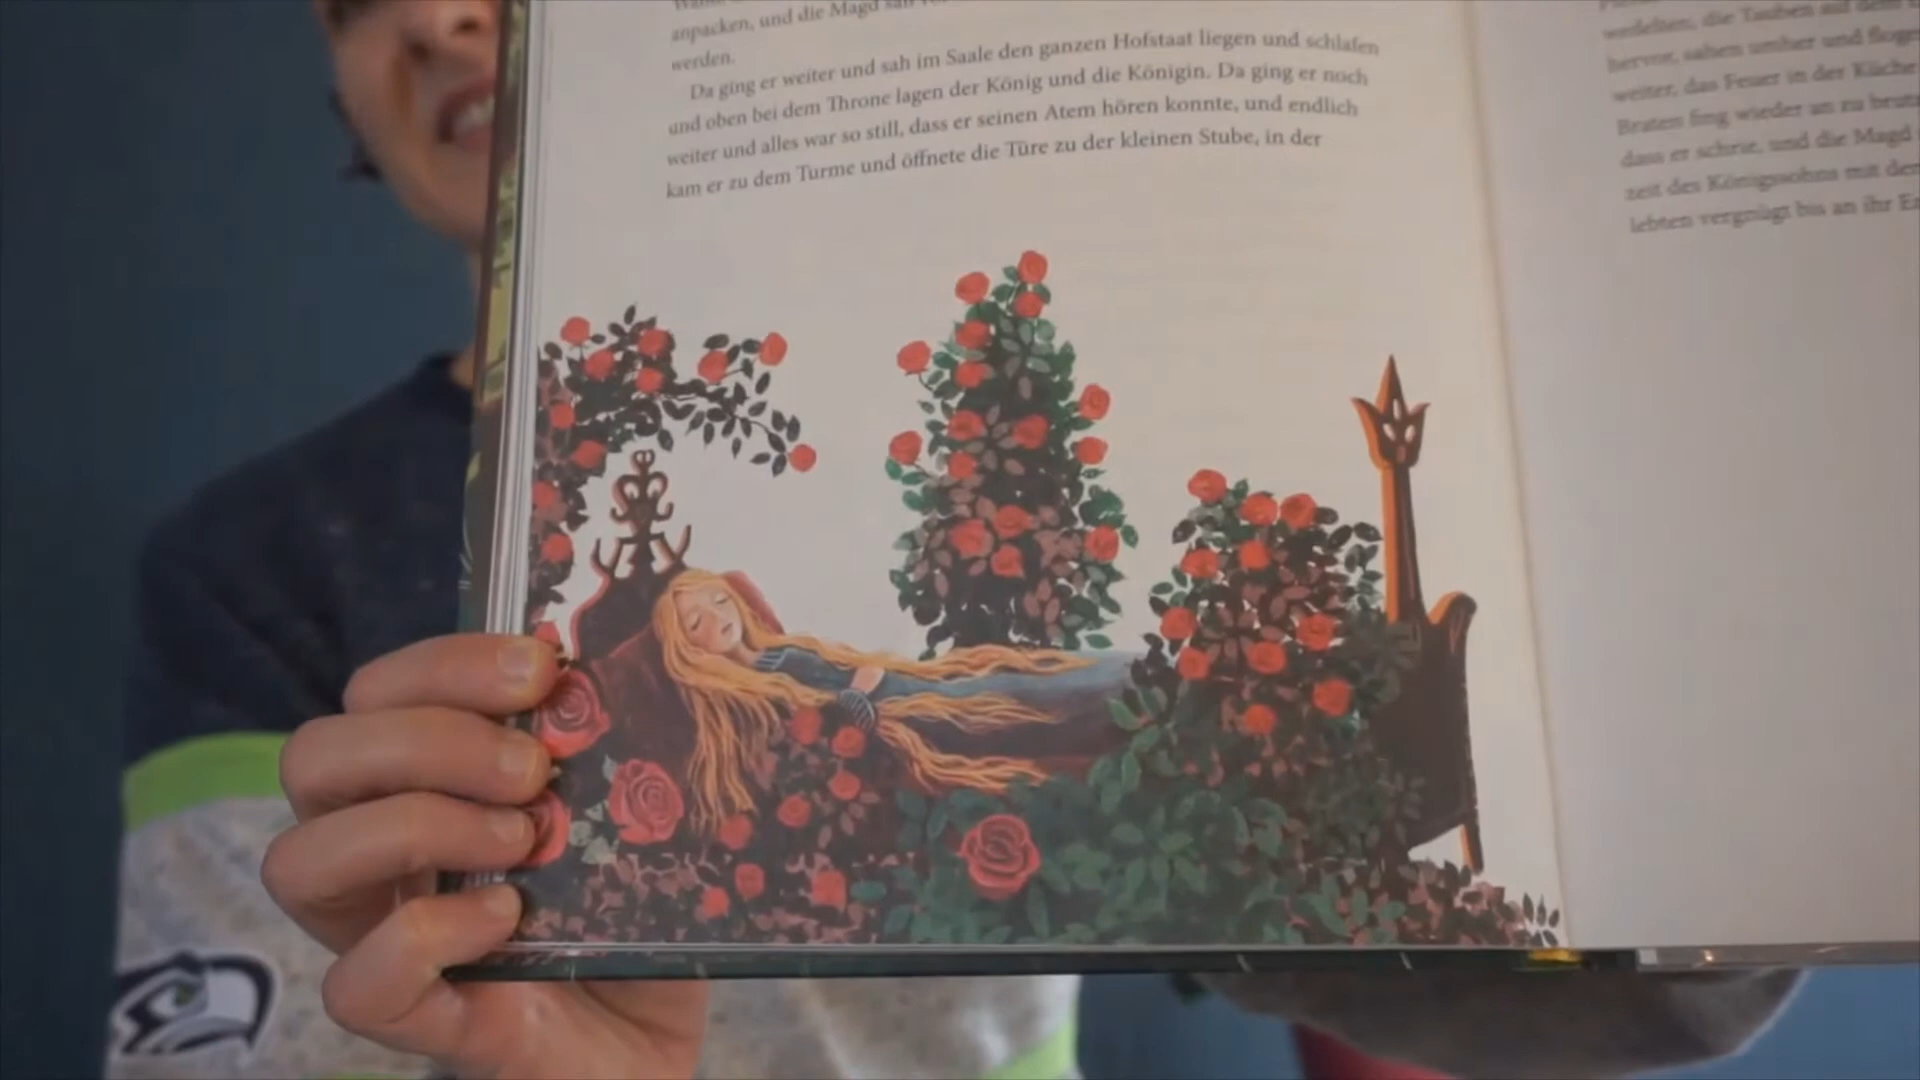 anpacken, und die Magd saß
werden.
Da ging er weiter und sah im Saale den ganzen Hofstaat liegen und schlafen
und oben bei dem Throne lagen der König und die Königin. Da ging er noch
weiter und alles war so still, dass er seinen Atem hören konnte, und endlich
kam er zu dem Turme und öffnete die Türe zu der kleinen Stube, in der
wedelten, die Tauben auf dem
hervor, sahen umher und
weiter, das Feuer in der Küche
Braten fing wieder an zu
dass er schrie, und die Magd
zeit des Königssohns mit
lebten vergnügt bis an ihr